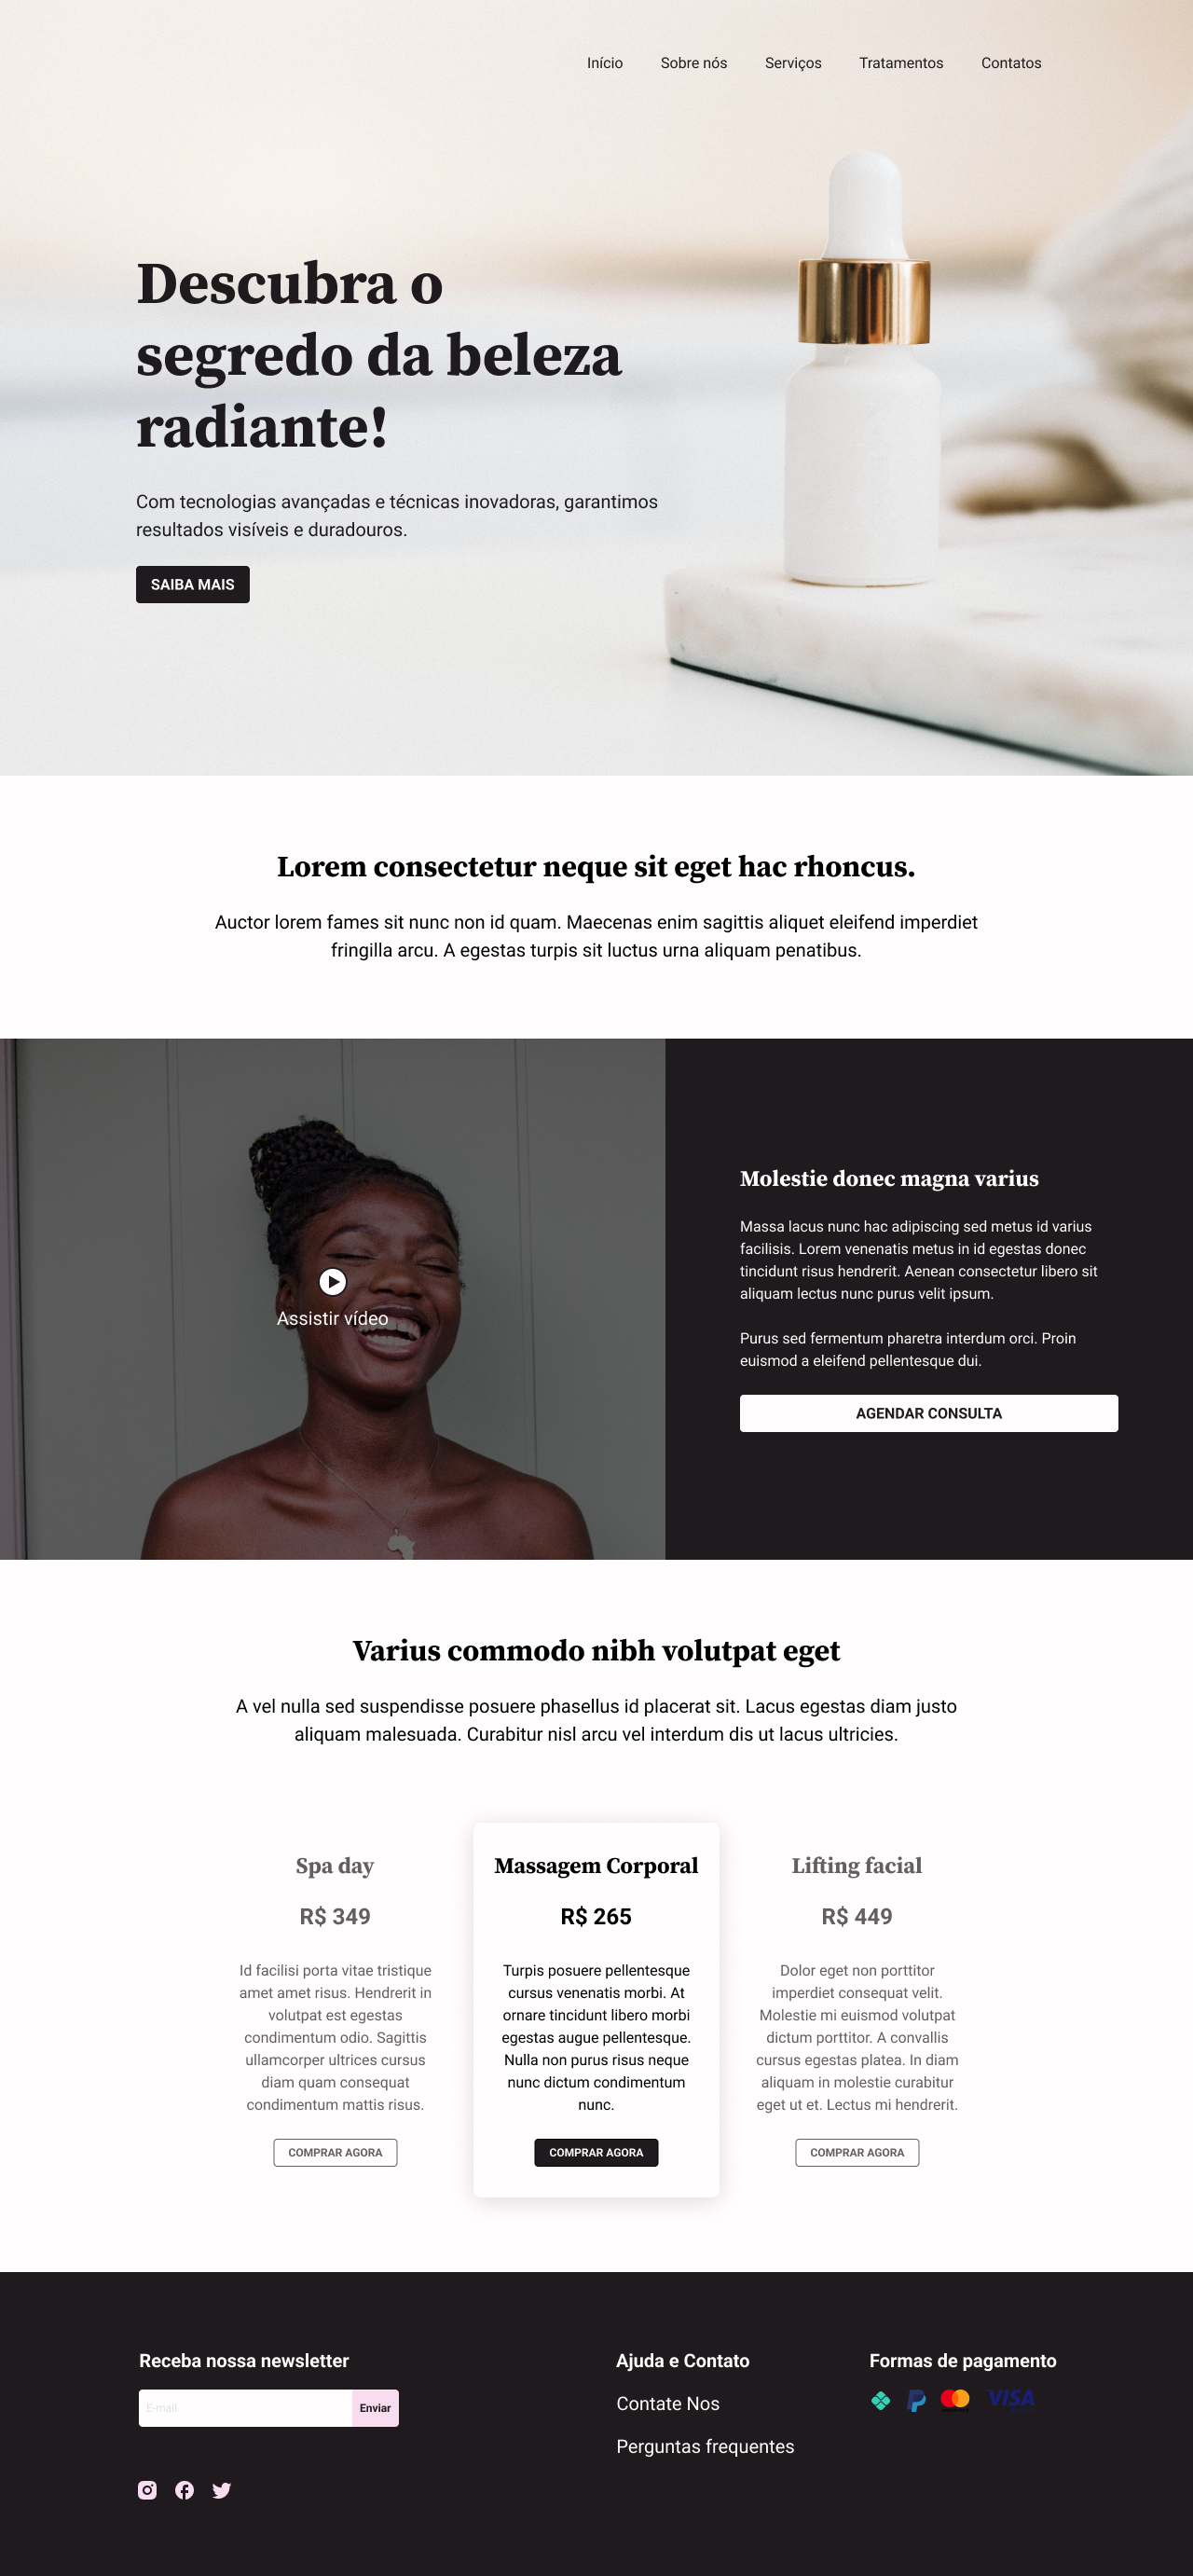 Início Sobre nós Serviços Tratamentos Contatos
Descubra o
segredo da beleza
radiante!
Com tecnologias avançadas e técnicas inovadoras, garantimos
resultados visíveis e duradouros.
SAIBA MAIS
Lorem consectetur neque sit eget hac rhoncus.
Auctor lorem fames sit nunc non id quam. Maecenas enim sagittis aliquet eleifend imperdiet
fringilla arcu. A egestas turpis sit luctus urna aliquam penatibus.
Assistir vídeo
Molestie donec magna varius
Massa lacus nunc hac adipiscing sed metus id varius
facilisis. Lorem venenatis metus in id egestas donec
tincidunt risus hendrerit. Aenean consectetur libero sit
aliquam lectus nunc purus velit ipsum.
Purus sed fermentum pharetra interdum orci. Proin
euismod a eleifend pellentesque dui.
AGENDAR CONSULTA
Varius commodo nibh volutpat eget
A vel nulla sed suspendisse posuere phasellus id placerat sit. Lacus egestas diam justo
aliquam malesuada. Curabitur nisl arcu vel interdum dis ut lacus ultricies.
Spa day
R$ 349
Id facilisi porta vitae tristique
amet amet risus. Hendrerit in
volutpat est egestas
condimentum odio. Sagittis
ullamcorper ultrices cursus
diam quam consequat
condimentum mattis risus.
COMPRAR AGORA
Massagem Corporal
R$ 265
Turpis posuere pellentesque
cursus venenatis morbi. At
ornare tincidunt libero morbi
egestas augue pellentesque.
Nulla non purus risus neque
nunc dictum condimentum
nunc.
COMPRAR AGORA
Lifting facial
R$ 449
Dolor eget non porttitor
imperdiet consequat velit.
Molestie mi euismod volutpat
dictum porttitor. A convallis
cursus egestas platea. In diam
aliquam in molestie curabitur
eget ut et. Lectus mi hendrerit.
COMPRAR AGORA
Receba nossa newsletter
E-mail Enviar
Ajuda e Contato
Contate Nos
Perguntas frequentes
Formas de pagamento
VISA